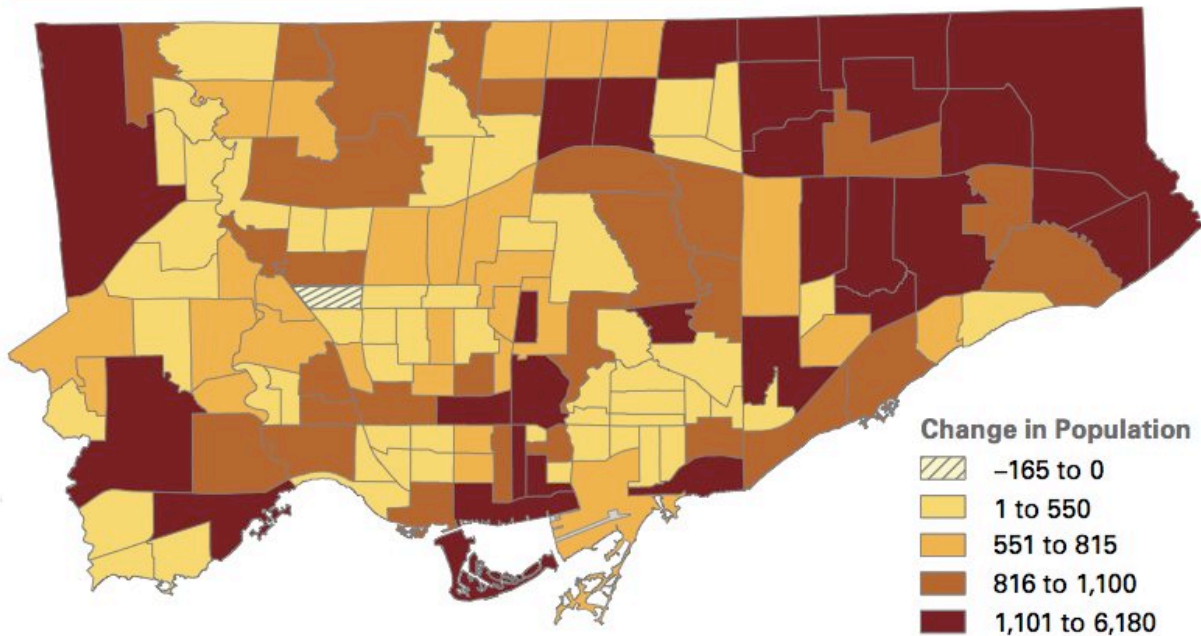 Change in Population
–165 to 0
1 to 550
551 to 815
816 to 1,100
1,101 to 6,180